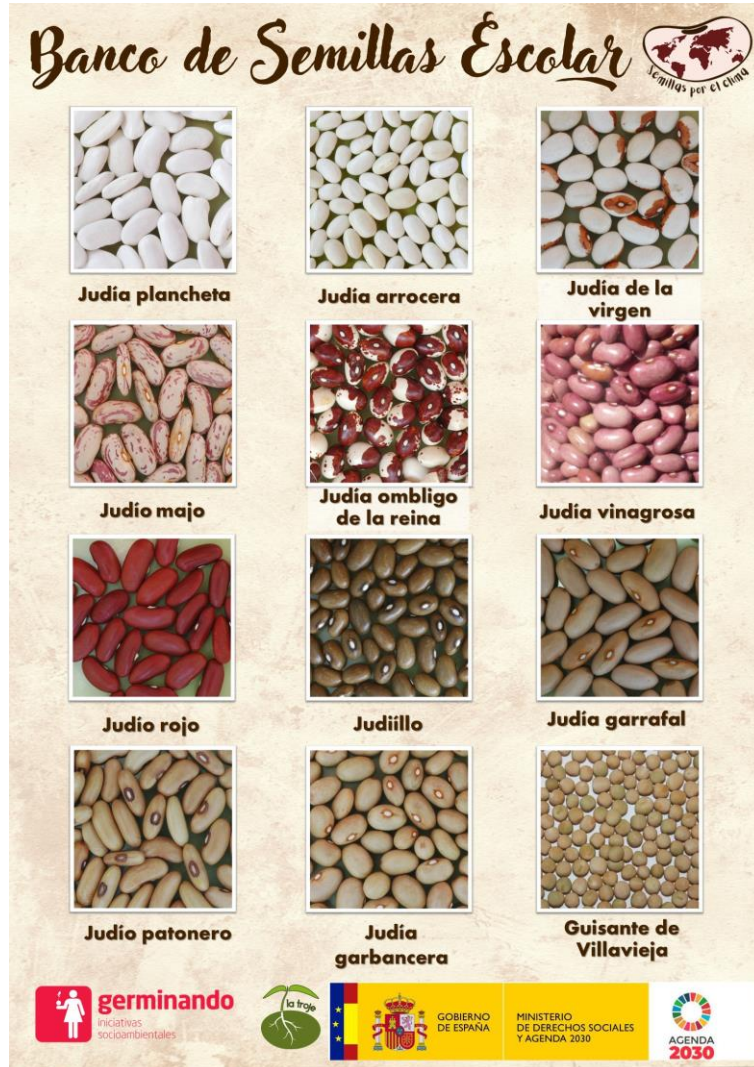 Banco de Semillas Escolar
Semillas por el clima
Judía plancheta
Judía arrocera
Judía de la
virgen
Judío majo
Judía ombligo
de la reina
Judía vinagrosa
Judío rojo
Judiíllo
Judía garrafal
Judío patonero
Judía
garbancera
Guisante de
Villavieja
germinando
iniciativas
socioambientales
la troje
GOBIERNO
DE ESPAÑA
MINISTERIO
DE DERECHOS SOCIALES
Y AGENDA 2030
AGENDA
2030